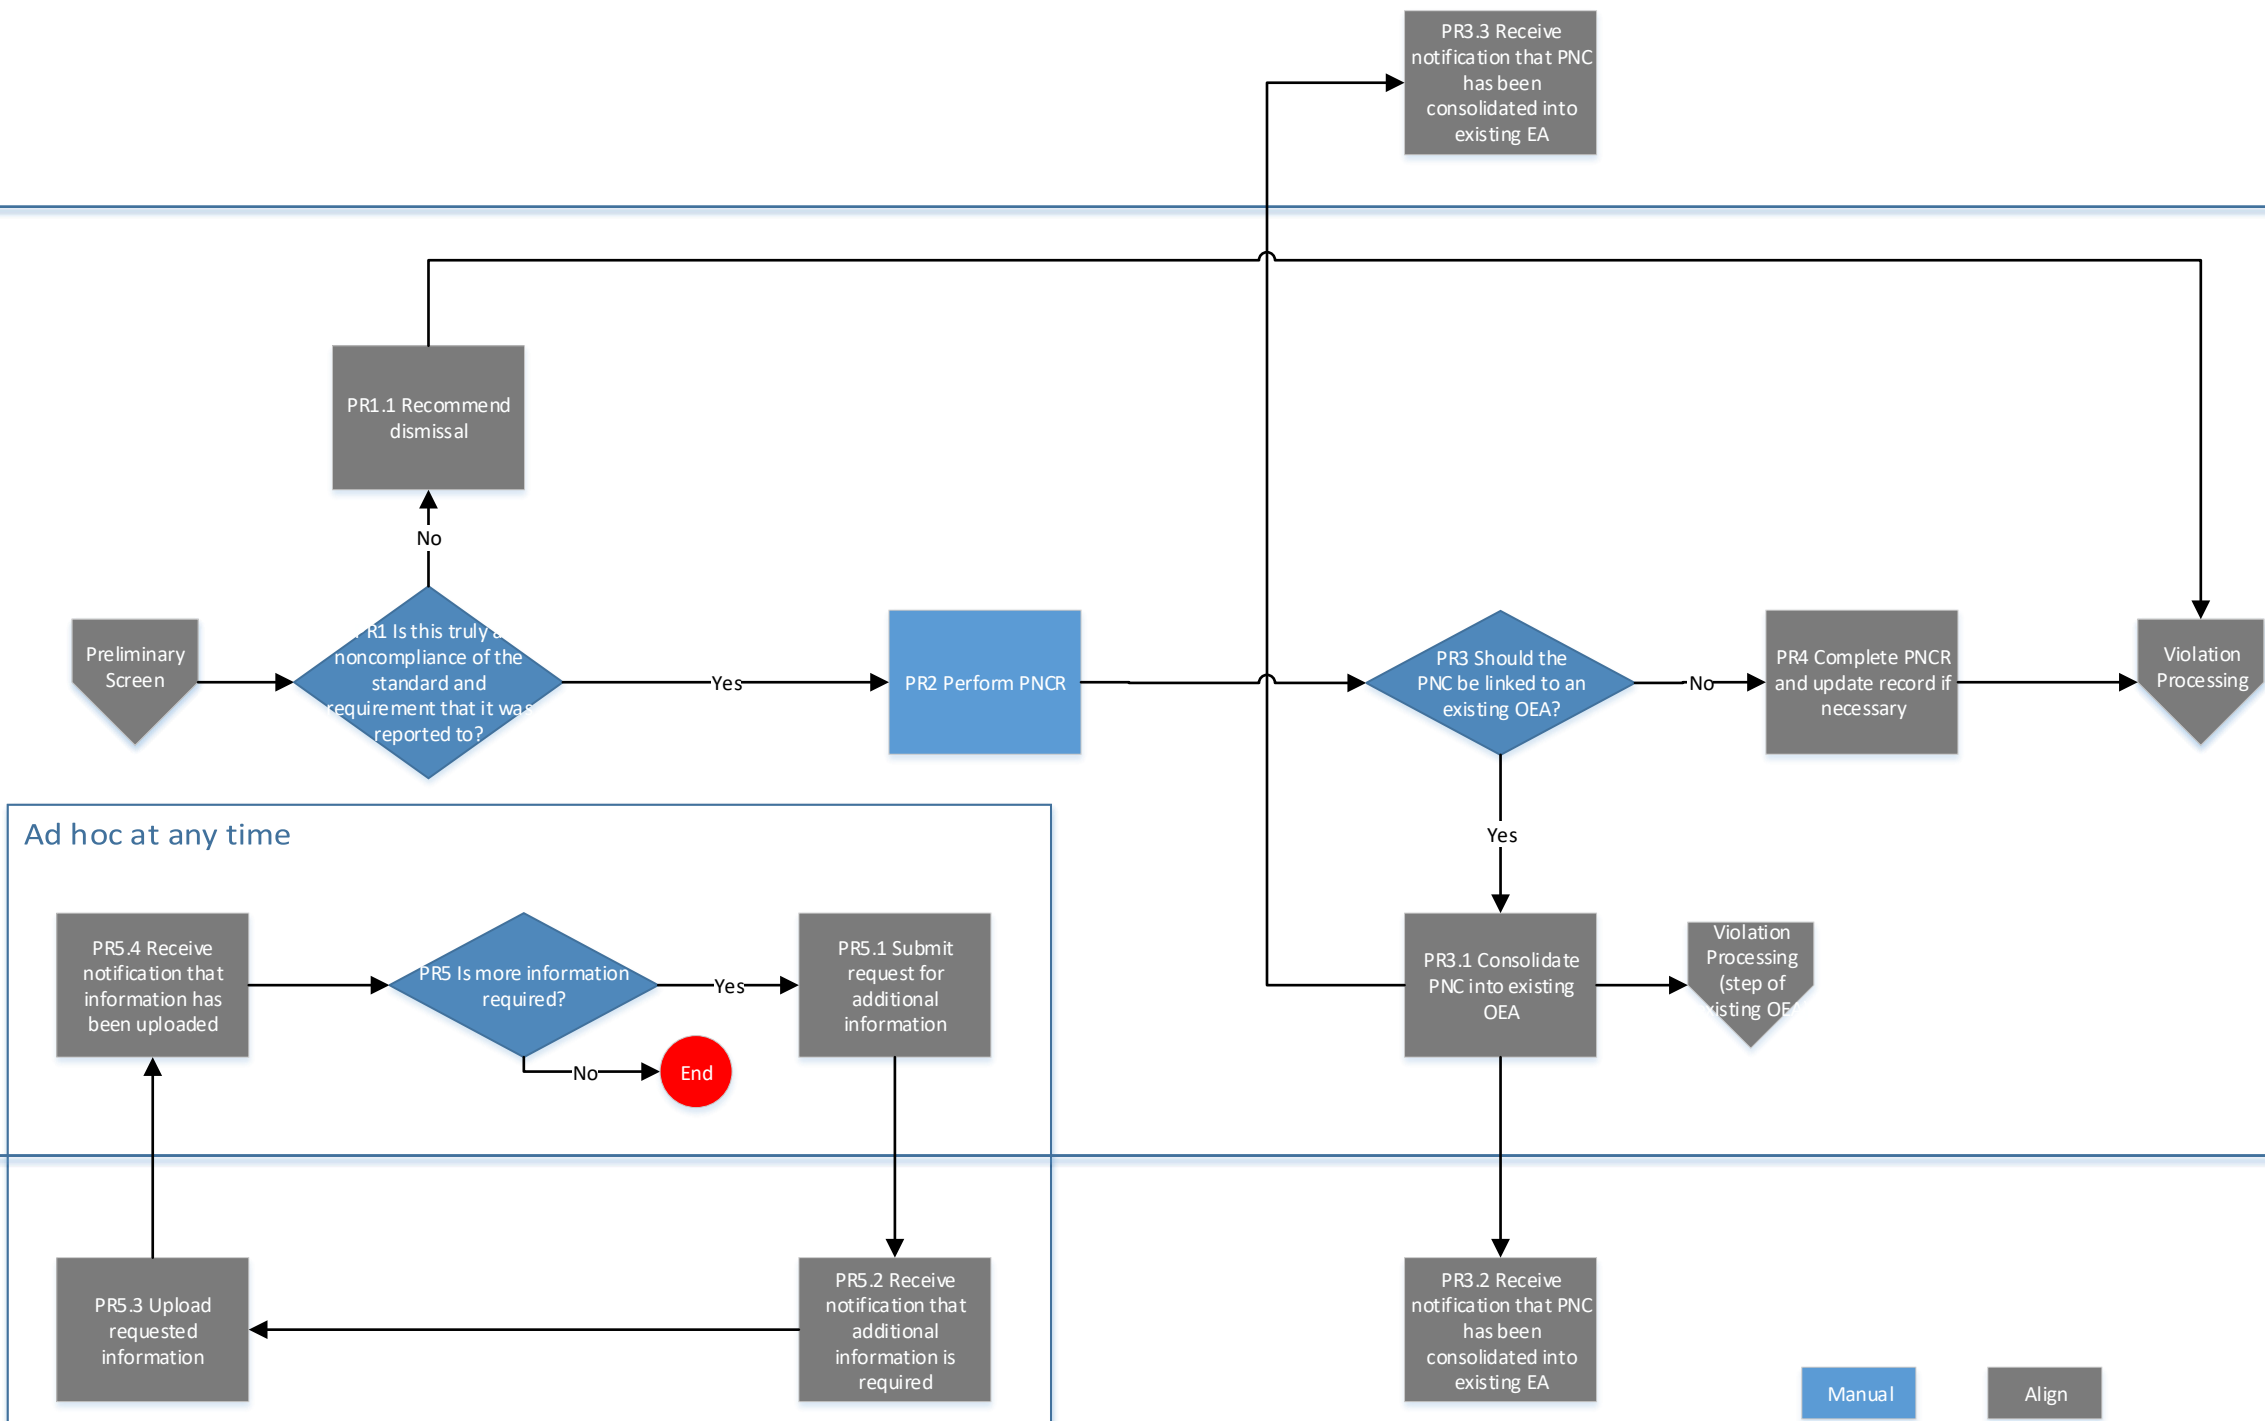 PR3.3 Receive
notification that PNC
has been
consolidated into
existing EA
PR1.1 Recommend
dismissal
No
Preliminary
Screen
PR1 Is this truly a
noncompliance of the
standard and
requirement that it was
reported to?
Yes
PR2 Perform PNCR
PR3 Should the
PNC be linked to an
existing OEA?
No
PR4 Complete PNCR
and update record if
necessary
Violation
Processing
Yes
Ad hoc at any time
PR5.4 Receive
notification that
information has
been uploaded
PR5 Is more information
required?
Yes
No
End
PR5.1 Submit
request for
additional
information
PR3.1 Consolidate
PNC into existing
OEA
Violation
Processing
(step of
existing OEA
PR5.3 Upload
requested
information
PR5.2 Receive
notification that
additional
information is
required
PR3.2 Receive
notification that PNC
has been
consolidated into
existing EA
Manual
Align